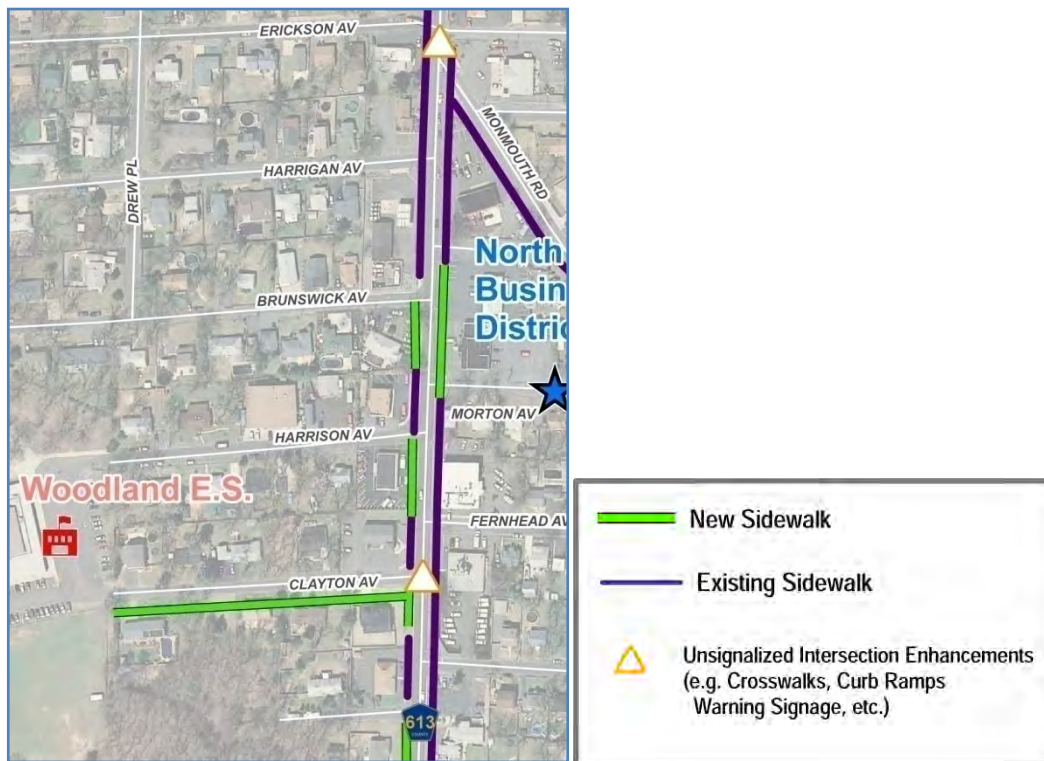 ERICKSON AV
MONMOUTH RD
HARRIGAN AV
DREW PL
North
Busin
Distric
BRUNSWICK AV
MORTON AV
HARRISON AV
Woodland E.S.
FERNHEAD AV
CLAYTON AV
613
COUNTY
New Sidewalk
Existing Sidewalk
Unsignalized Intersection Enhancements
(e.g. Crosswalks, Curb Ramps
Warning Signage, etc.)